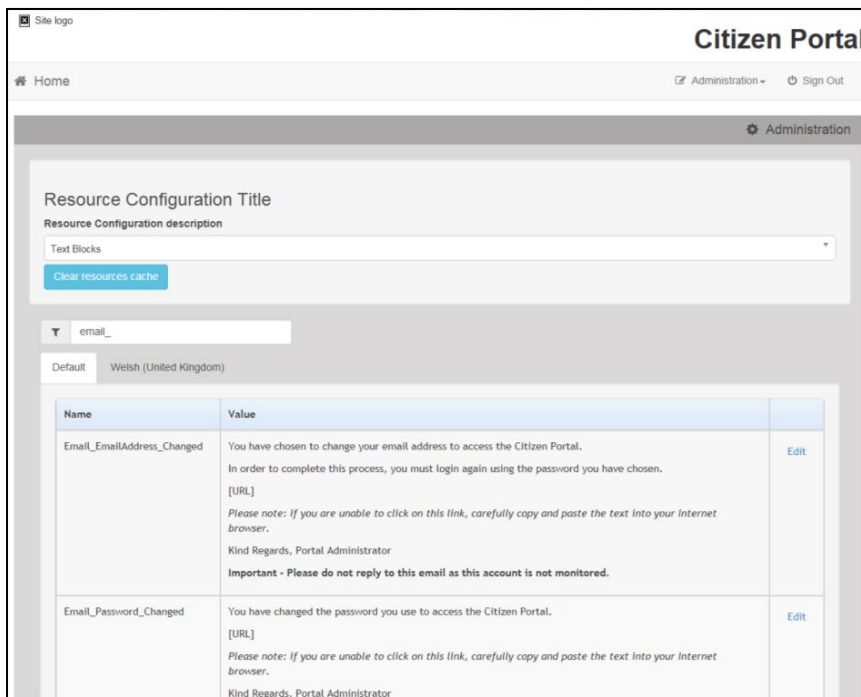 Site logo
Citizen Portal
Home
Administration
Sign Out
Administration
Resource Configuration Title
Resource Configuration description
Text Blocks
Clear resources cache
email_
Default Welsh (United Kingdom)
Name Value
Email_EmailAddress_Changed You have chosen to change your email address to access the Citizen Portal. Edit
In order to complete this process, you must login again using the password you have chosen.
[URL]
Please note: if you are unable to click on this link, carefully copy and paste the text into your Internet
browser.
Kind Regards, Portal Administrator
Important - Please do not reply to this email as this account is not monitored.
Email_Password_Changed You have changed the password you use to access the Citizen Portal. Edit
[URL]
Please note: if you are unable to click on this link, carefully copy and paste the text into your Internet
browser.
Kind Regards, Portal Administrator